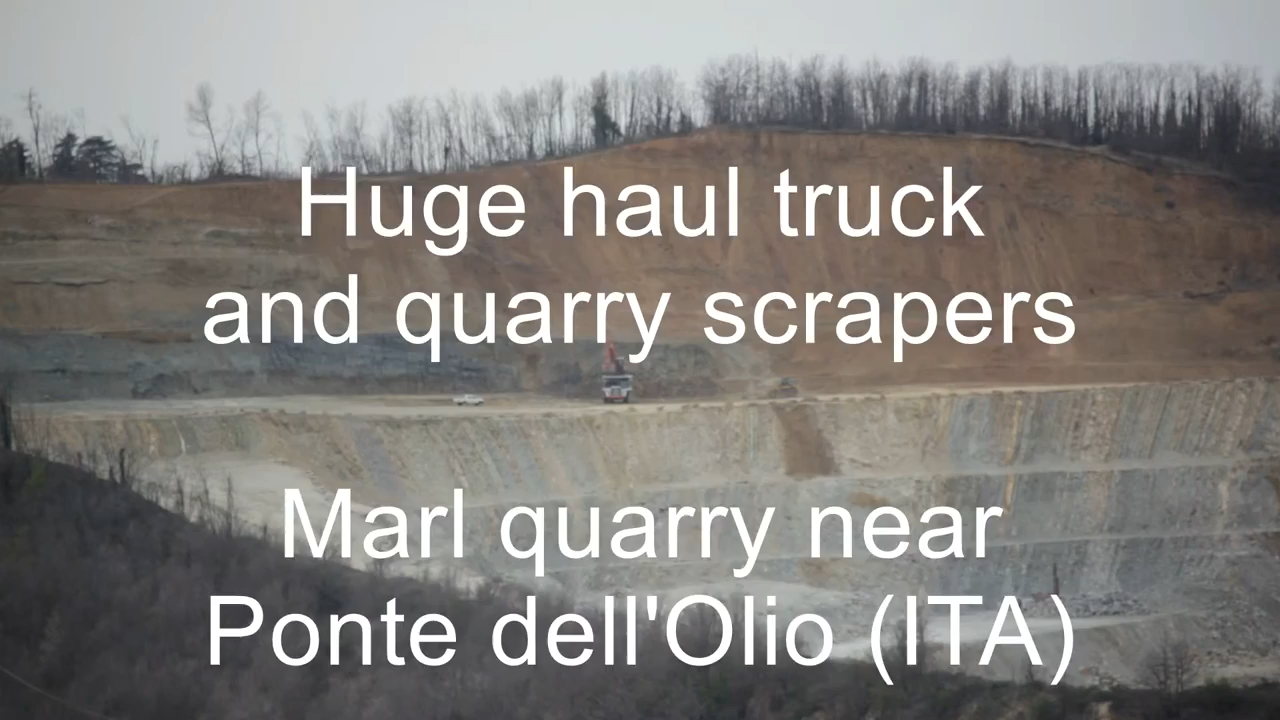 Huge haul truck
and quarry scrapers
Marl quarry near
Ponte dell'Olio (ITA)